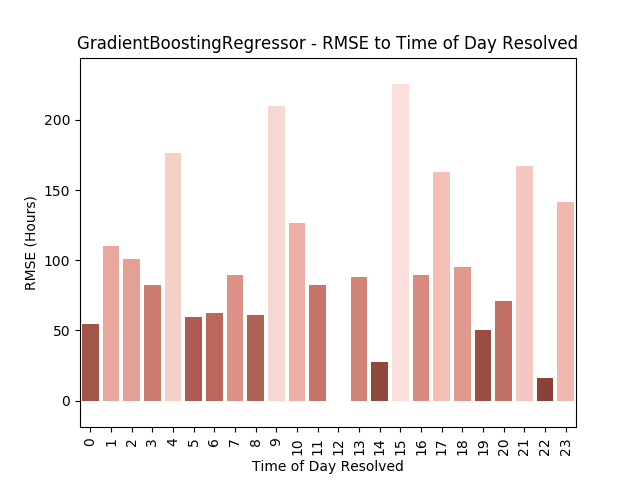 GradientBoostingRegressor - RMSE to Time of Day Resolved
RMSE (Hours)
200
150
100
50
0
0 1 2 3 4 5 6 7 8 9 10 11 12 13 14 15 16 17 18 19 20 21 22 23
Time of Day Resolved